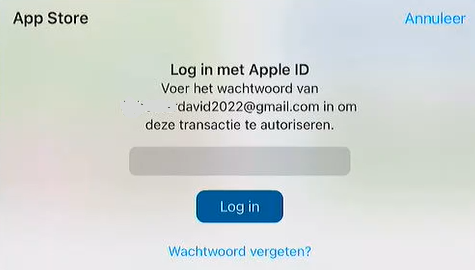 App Store
Annuleer
Log in met Apple ID
Voer het wachtwoord van
david2022@gmail.com in om
deze transactie te autoriseren.
Log in
Wachtwoord vergeten?